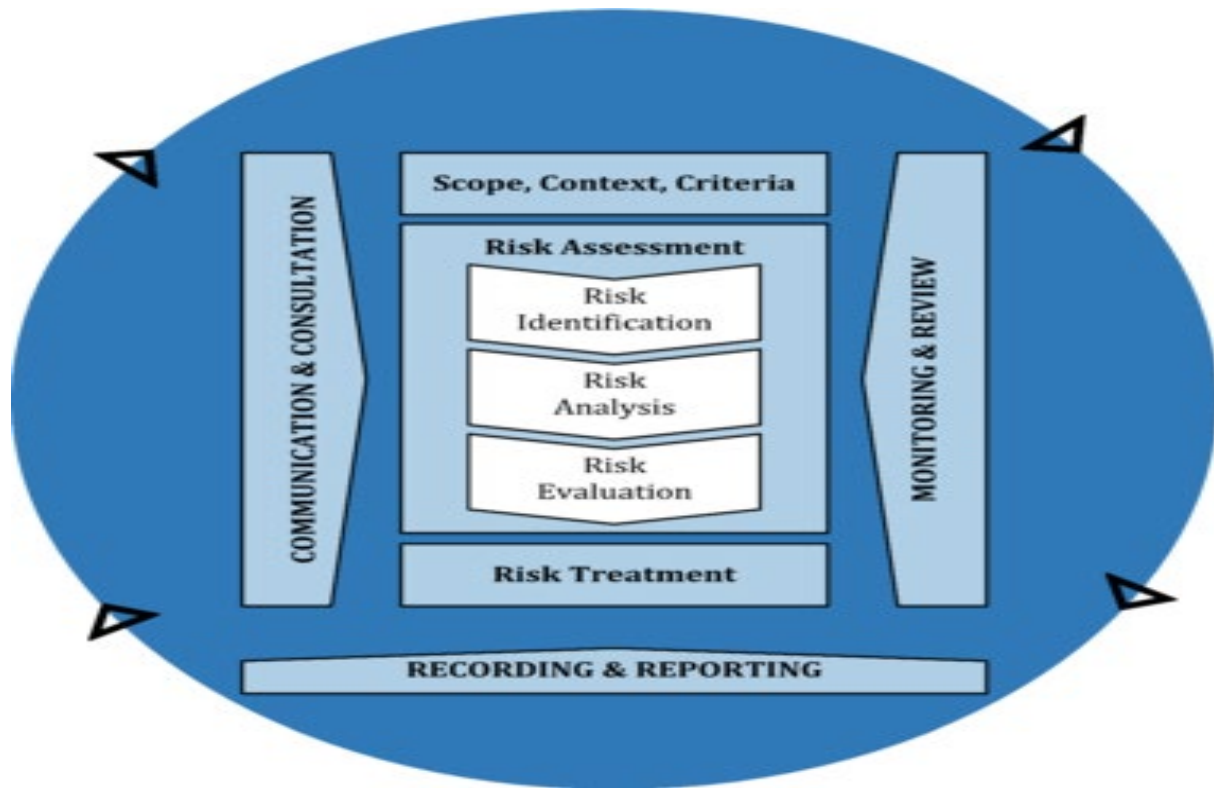 Scope, Context, Criteria
Risk Assessment
Risk
Identification
Risk
Analysis
Risk
Evaluation
Risk Treatment
COMMUNICATION & CONSULTATION
MONITORING & REVIEW
RECORDING & REPORTING